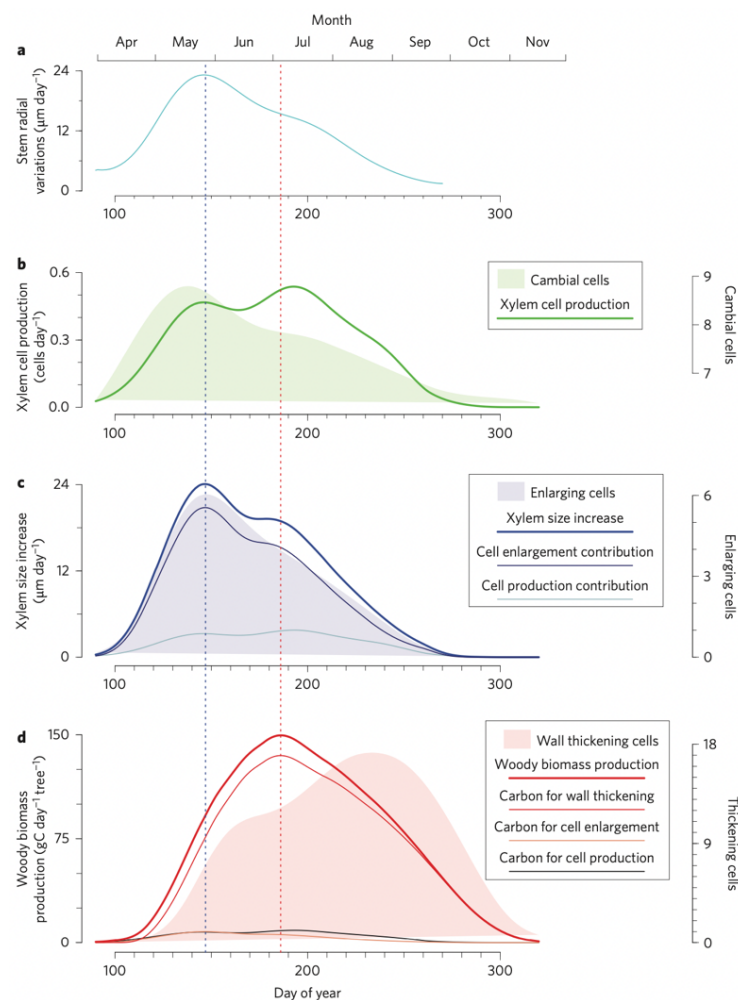 Month
Apr May Jun Jul Aug Sep Oct Nov
a
24
12
0
Stem radial
variations (µm day⁻¹)
100 200 300
b
0.6
0.3
0.0
Xylem cell production
(cells day⁻¹)
Cambial cells
Xylem cell production
9
8
7
Cambial cells
100 200 300
c
24
12
0
Xylem size increase
(µm day⁻¹)
Enlarging cells
Xylem size increase
Cell enlargement contribution
Cell production contribution
6
3
0
Enlarging cells
100 200 300
d
150
75
0
Woody biomass
production (gC day⁻¹ tree⁻¹)
Wall thickening cells
Woody biomass production
Carbon for wall thickening
Carbon for cell enlargement
Carbon for cell production
18
9
0
Thickening cells
100 200 300
Day of year